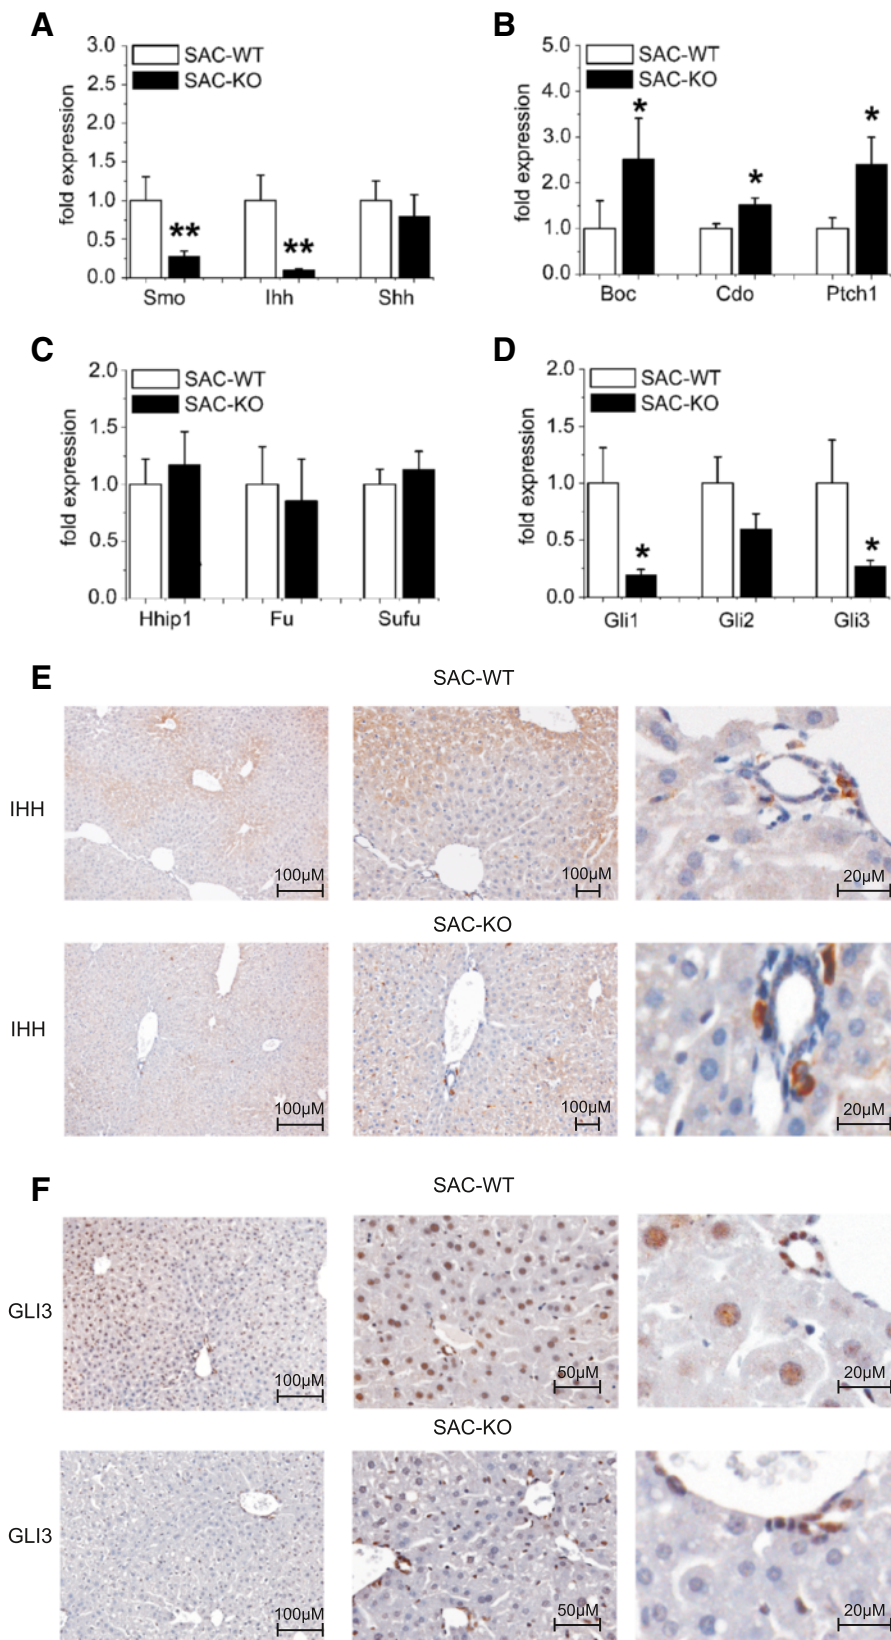 A
3.0
2.5
2.0
1.5
1.0
0.5
0.0
fold expression
SAC-WT
SAC-KO
**
**
Smo Ihh Shh
B
5.0
4.0
3.0
2.0
1.0
0.0
fold expression
SAC-WT
SAC-KO
*
*
*
Boc Cdo Ptch1
C
2.0
1.5
1.0
0.5
0.0
fold expression
SAC-WT
SAC-KO
Hhip1 Fu Sufu
D
2.0
1.5
1.0
0.5
0.0
fold expression
SAC-WT
SAC-KO
*
*
Gli1 Gli2 Gli3
E
SAC-WT
IHH
100µM
100µM
20µM
SAC-KO
IHH
100µM
100µM
20µM
F
SAC-WT
GLI3
100µM
50µM
20µM
SAC-KO
GLI3
100µM
50µM
20µM